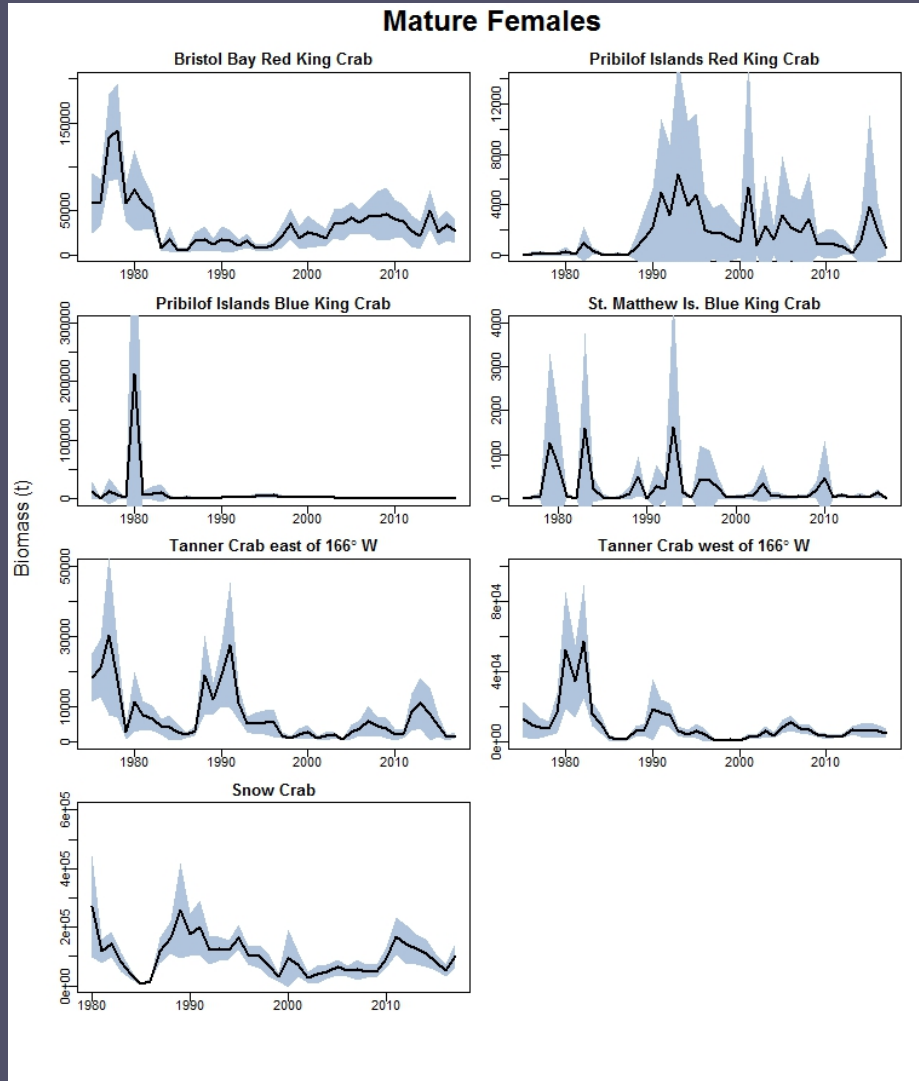 Mature Females
Bristol Bay Red King Crab
Pribilof Islands Red King Crab
0 50000 150000
1980 1990 2000 2010
0 4000 8000 12000
1980 1990 2000 2010
Pribilof Islands Blue King Crab
St. Matthew Is. Blue King Crab
0 100000 200000 300000
1980 1990 2000 2010
0 1000 2000 3000 4000
1980 1990 2000 2010
Biomass (t)
Tanner Crab east of 166° W
Tanner Crab west of 166° W
0 10000 30000 50000
1980 1990 2000 2010
0e+00 4e+04 8e+04
1980 1990 2000 2010
Snow Crab
0e+00 2e+05 4e+05 6e+05
1980 1990 2000 2010